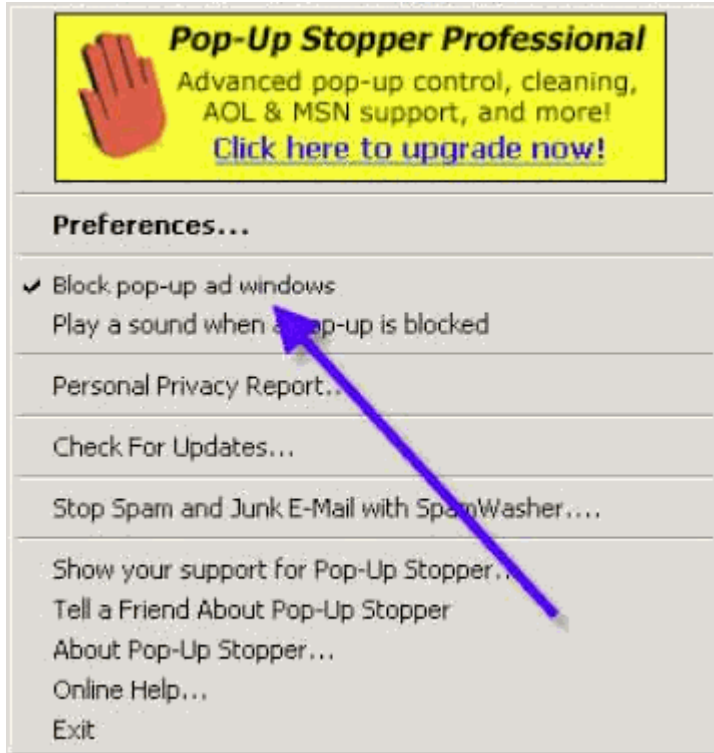 Pop-Up Stopper Professional
Advanced pop-up control, cleaning,
AOL & MSN support, and more!
Click here to upgrade now!
Preferences...
Block pop-up ad windows
Play a sound when a pop-up is blocked
Personal Privacy Report...
Check For Updates...
Stop Spam and Junk E-Mail with SpamWasher....
Show your support for Pop-Up Stopper...
Tell a Friend About Pop-Up Stopper
About Pop-Up Stopper...
Online Help...
Exit